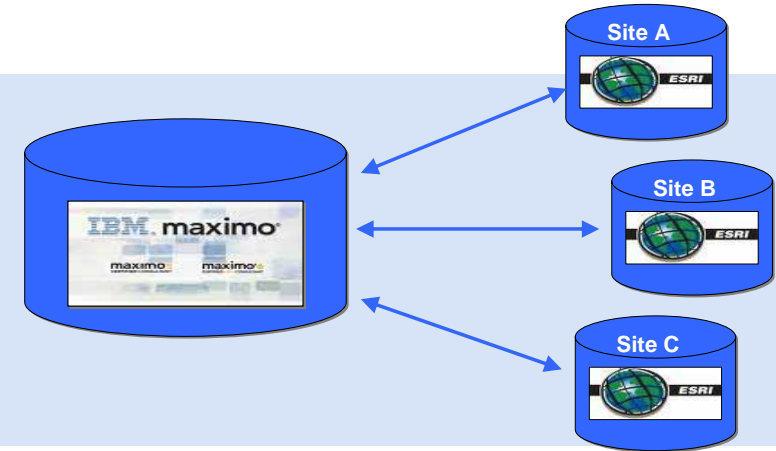 Site A
ESRI
IBM. maximo
maximo
maximo
Site B
ESRI
Site C
ESRI